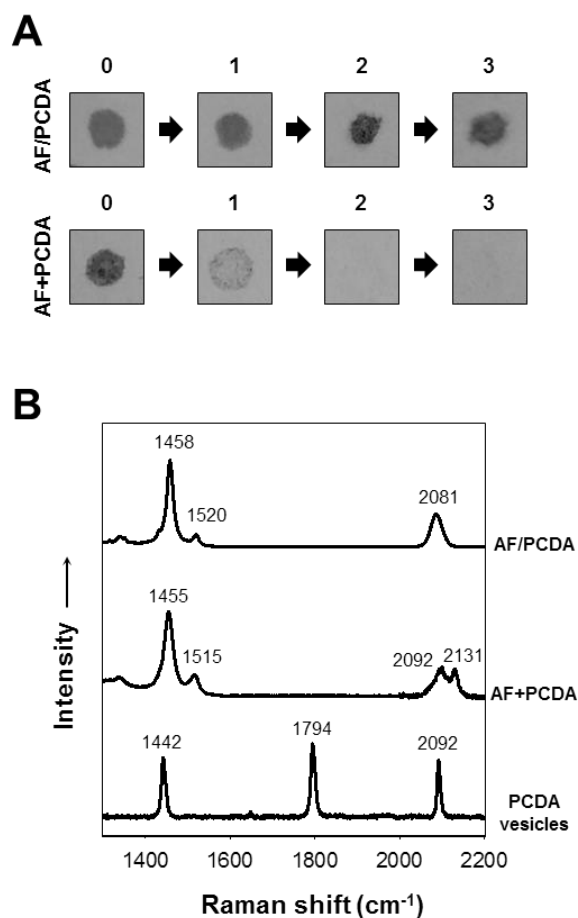 A
0 1 2 3
AF/PCDA
0 1 2 3
AF+PCDA
B
1458
1520
2081
AF/PCDA
1455
1515
2092
2131
AF+PCDA
1442
1794
2092
PCDA
vesicles
Intensity
1400 1600 1800 2000 2200
Raman shift (cm-1)